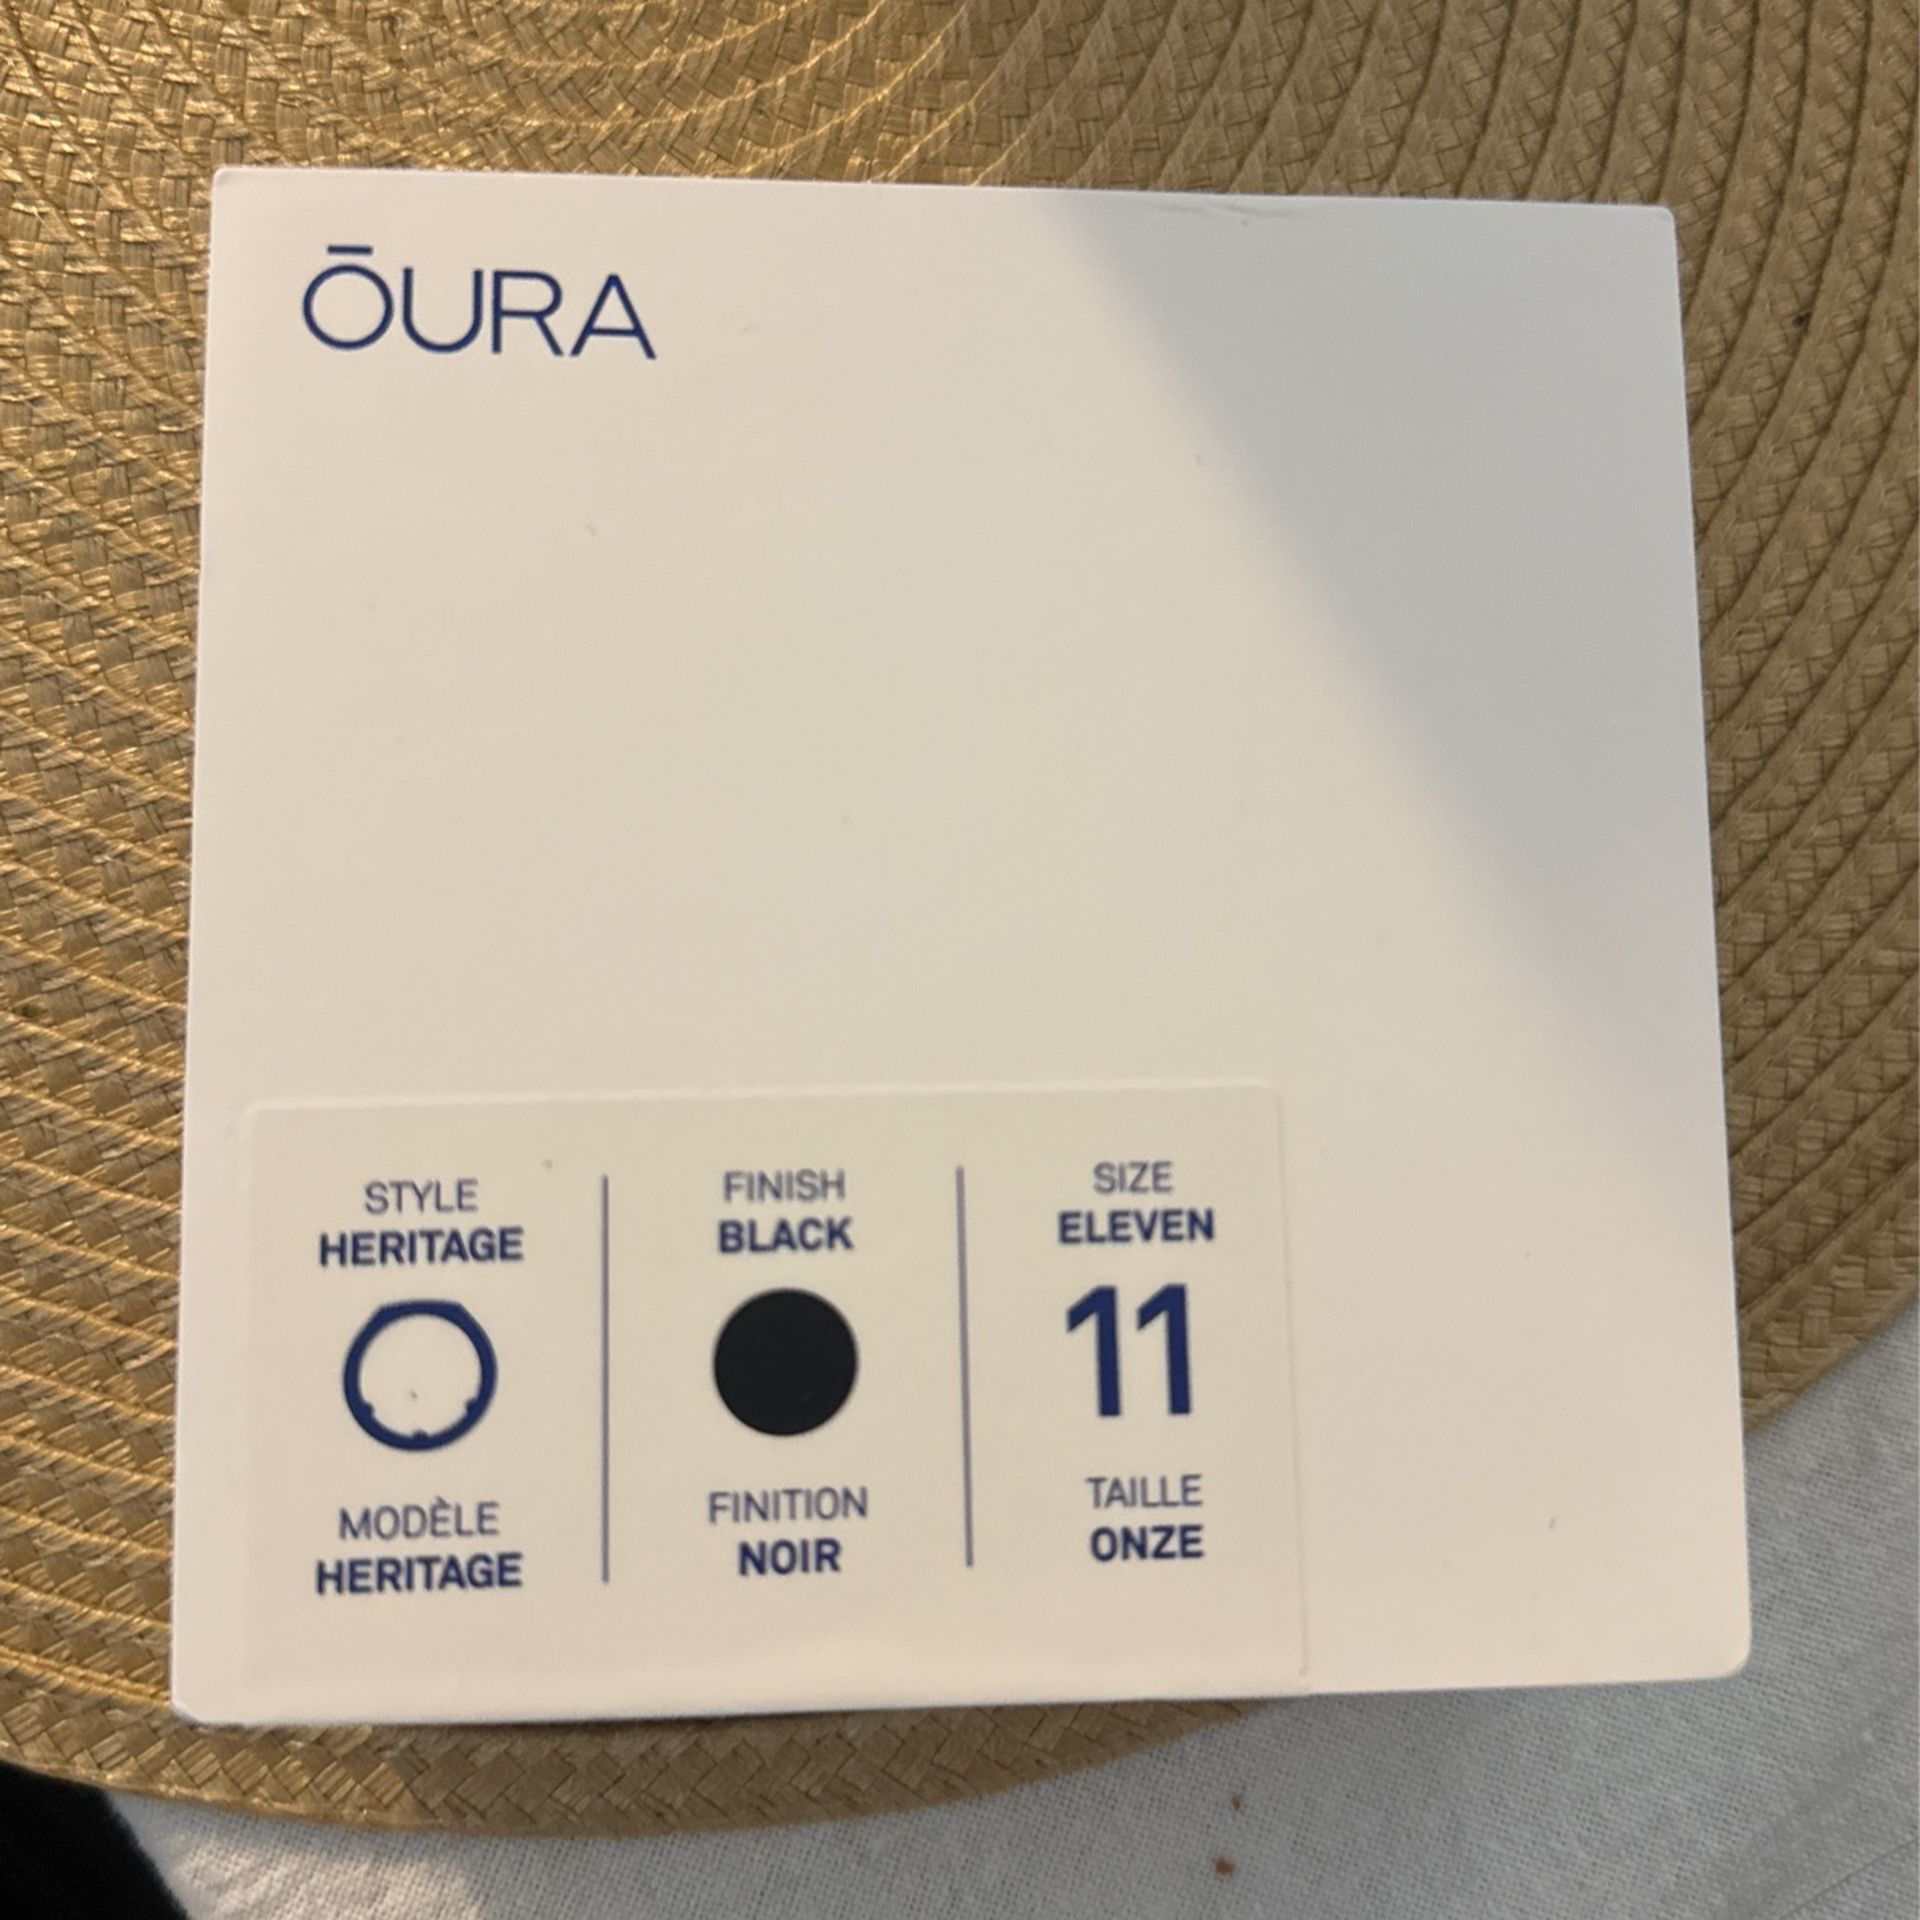 ŌURA
STYLE
HERITAGE
MODÈLE
HERITAGE
FINISH
BLACK
FINITION
NOIR
SIZE
ELEVEN
11
TAILLE
ONZE